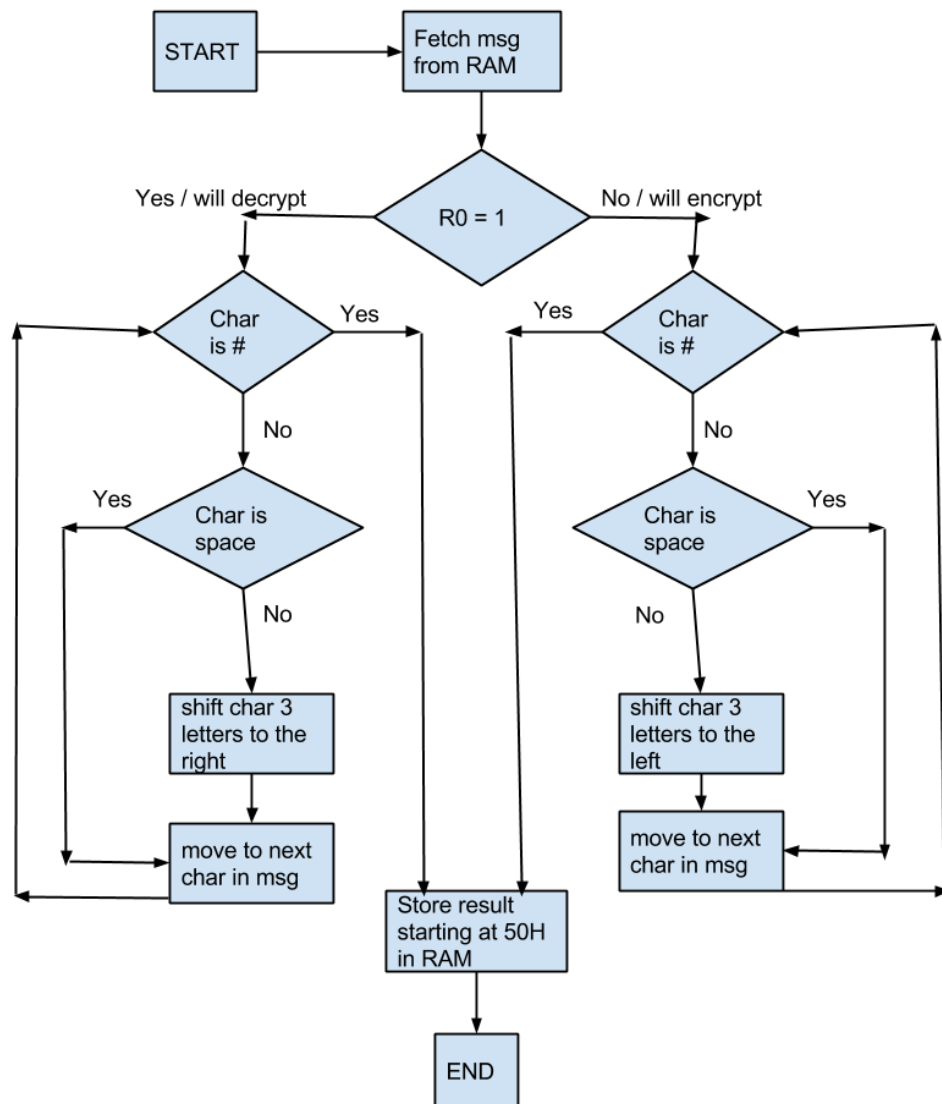 START
Fetch msg
from RAM
R0 = 1
Yes / will decrypt
No / will encrypt
Char
is #
Yes
No
Char is
space
Yes
No
shift char 3
letters to the
right
move to next
char in msg
Char
is #
Yes
No
Char is
space
Yes
No
shift char 3
letters to the
left
move to next
char in msg
Store result
starting at 50H
in RAM
END